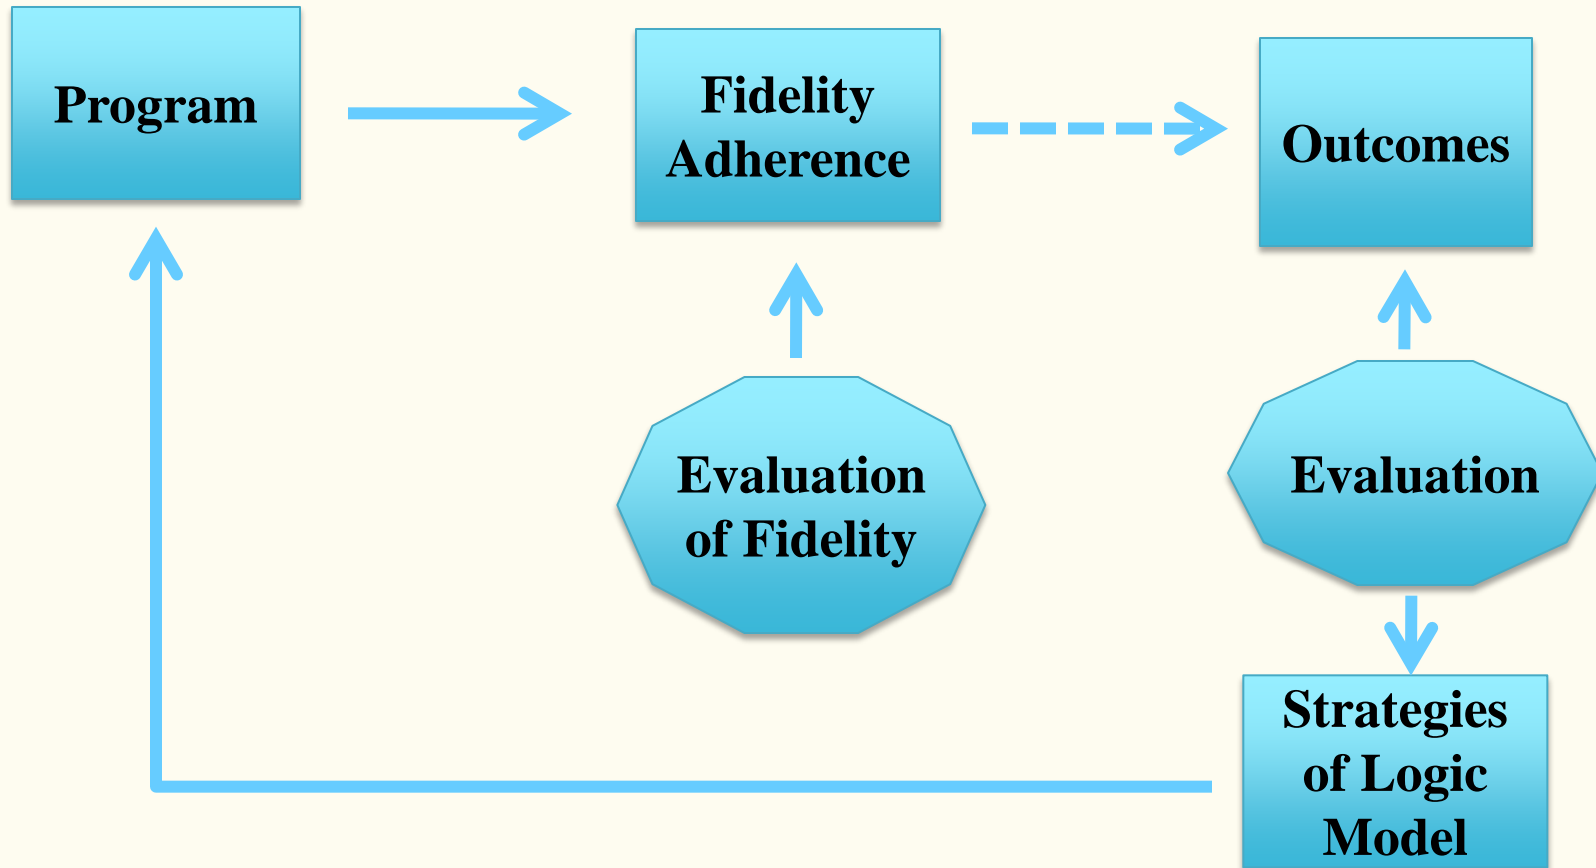 Program
Fidelity
Adherence
Outcomes
Evaluation
of Fidelity
Evaluation
Strategies
of Logic
Model